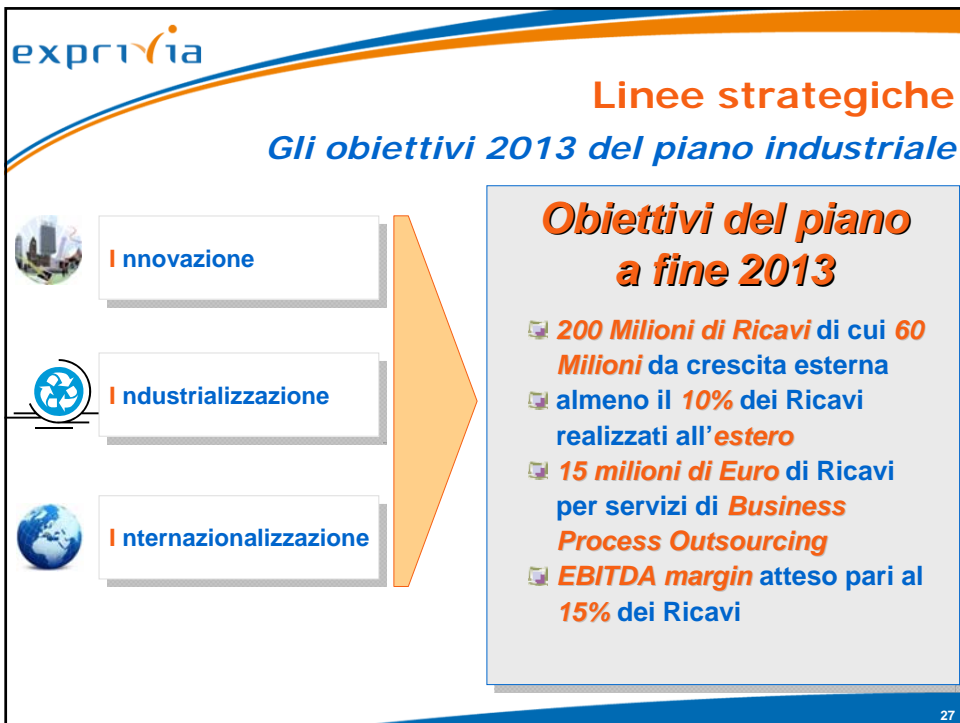 exprivia
Linee strategiche
Gli obiettivi 2013 del piano industriale
I nnovazione
I ndustrializzazione
I nternazionalizzazione
Obiettivi del piano
a fine 2013
200 Milioni di Ricavi di cui 60
Milioni da crescita esterna
almeno il 10% dei Ricavi
realizzati all’estero
15 milioni di Euro di Ricavi
per servizi di Business
Process Outsourcing
EBITDA margin atteso pari al
15% dei Ricavi
27